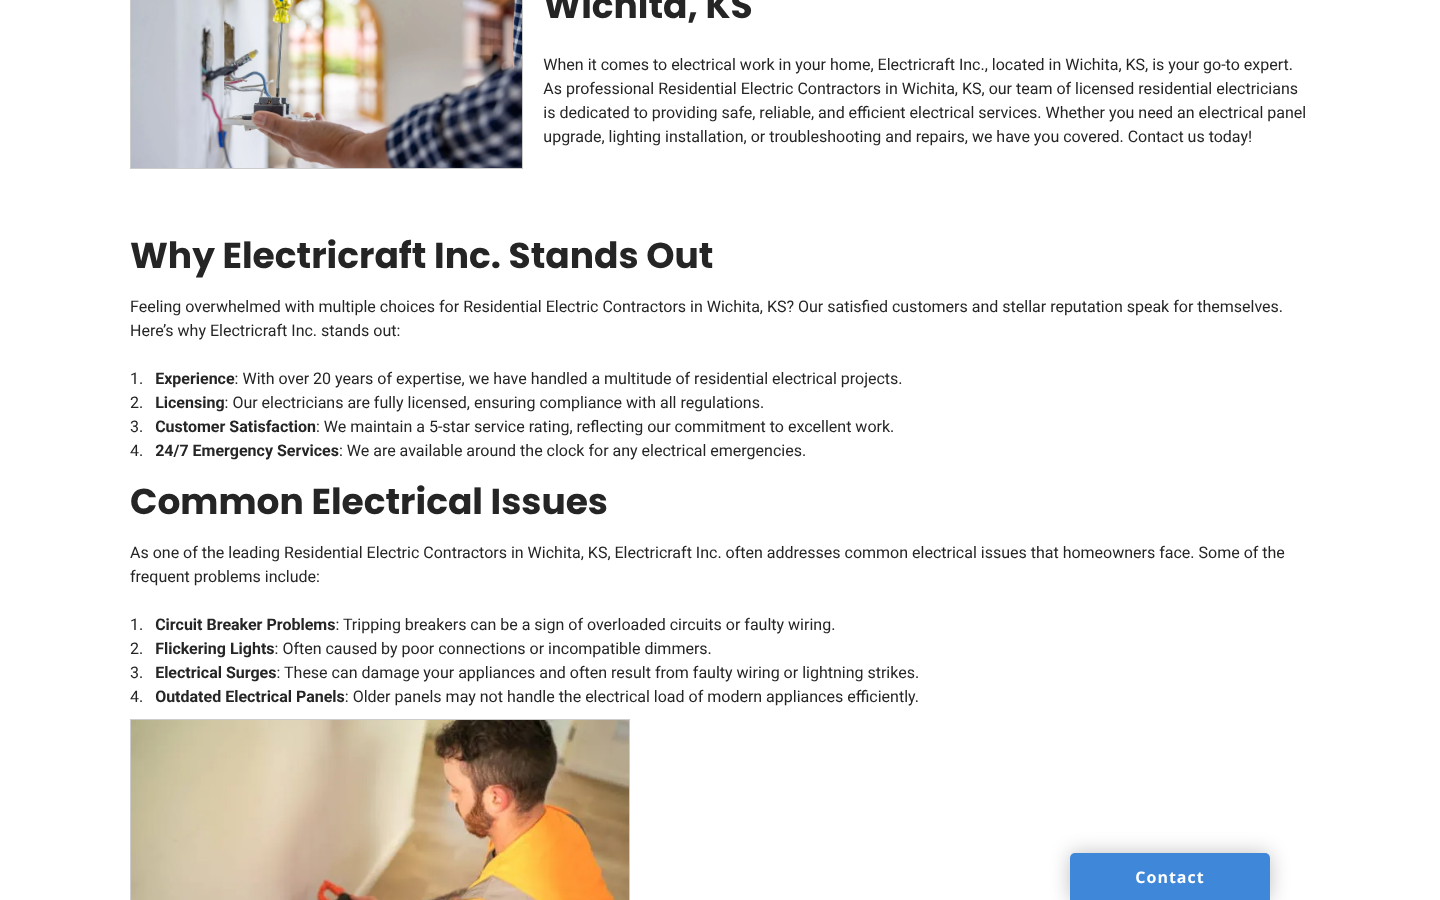 Wichita, KS
When it comes to electrical work in your home, Electricraft Inc., located in Wichita, KS, is your go-to expert.
As professional Residential Electric Contractors in Wichita, KS, our team of licensed residential electricians
is dedicated to providing safe, reliable, and efficient electrical services. Whether you need an electrical panel
upgrade, lighting installation, or troubleshooting and repairs, we have you covered. Contact us today!
Why Electricraft Inc. Stands Out
Feeling overwhelmed with multiple choices for Residential Electric Contractors in Wichita, KS? Our satisfied customers and stellar reputation speak for themselves.
Here’s why Electricraft Inc. stands out:
1. Experience: With over 20 years of expertise, we have handled a multitude of residential electrical projects.
2. Licensing: Our electricians are fully licensed, ensuring compliance with all regulations.
3. Customer Satisfaction: We maintain a 5-star service rating, reflecting our commitment to excellent work.
4. 24/7 Emergency Services: We are available around the clock for any electrical emergencies.
Common Electrical Issues
As one of the leading Residential Electric Contractors in Wichita, KS, Electricraft Inc. often addresses common electrical issues that homeowners face. Some of the
frequent problems include:
1. Circuit Breaker Problems: Tripping breakers can be a sign of overloaded circuits or faulty wiring.
2. Flickering Lights: Often caused by poor connections or incompatible dimmers.
3. Electrical Surges: These can damage your appliances and often result from faulty wiring or lightning strikes.
4. Outdated Electrical Panels: Older panels may not handle the electrical load of modern appliances efficiently.
Contact